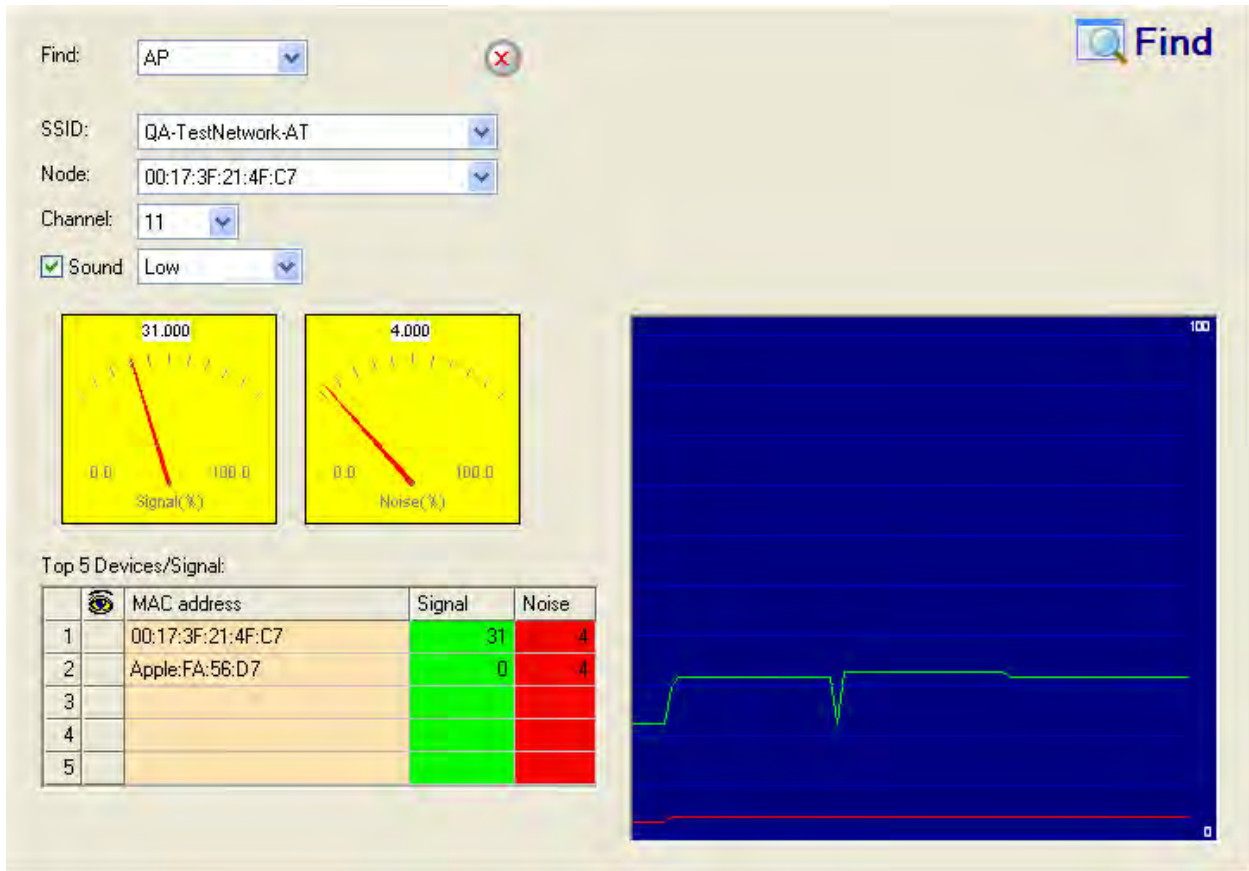 Find: AP
Find
SSID: QA-TestNetwork-AT
Node: 00:17:3F:21:4F:C7
Channel: 11
Sound Low
31.000
0.0 100.0
Signal(%)
4.000
0.0 100.0
Noise(%)
100
0
Top 5 Devices/Signal:
MAC address Signal Noise
1 00:17:3F:21:4F:C7 31 4
2 Apple:FA:56:D7 0 4
3
4
5